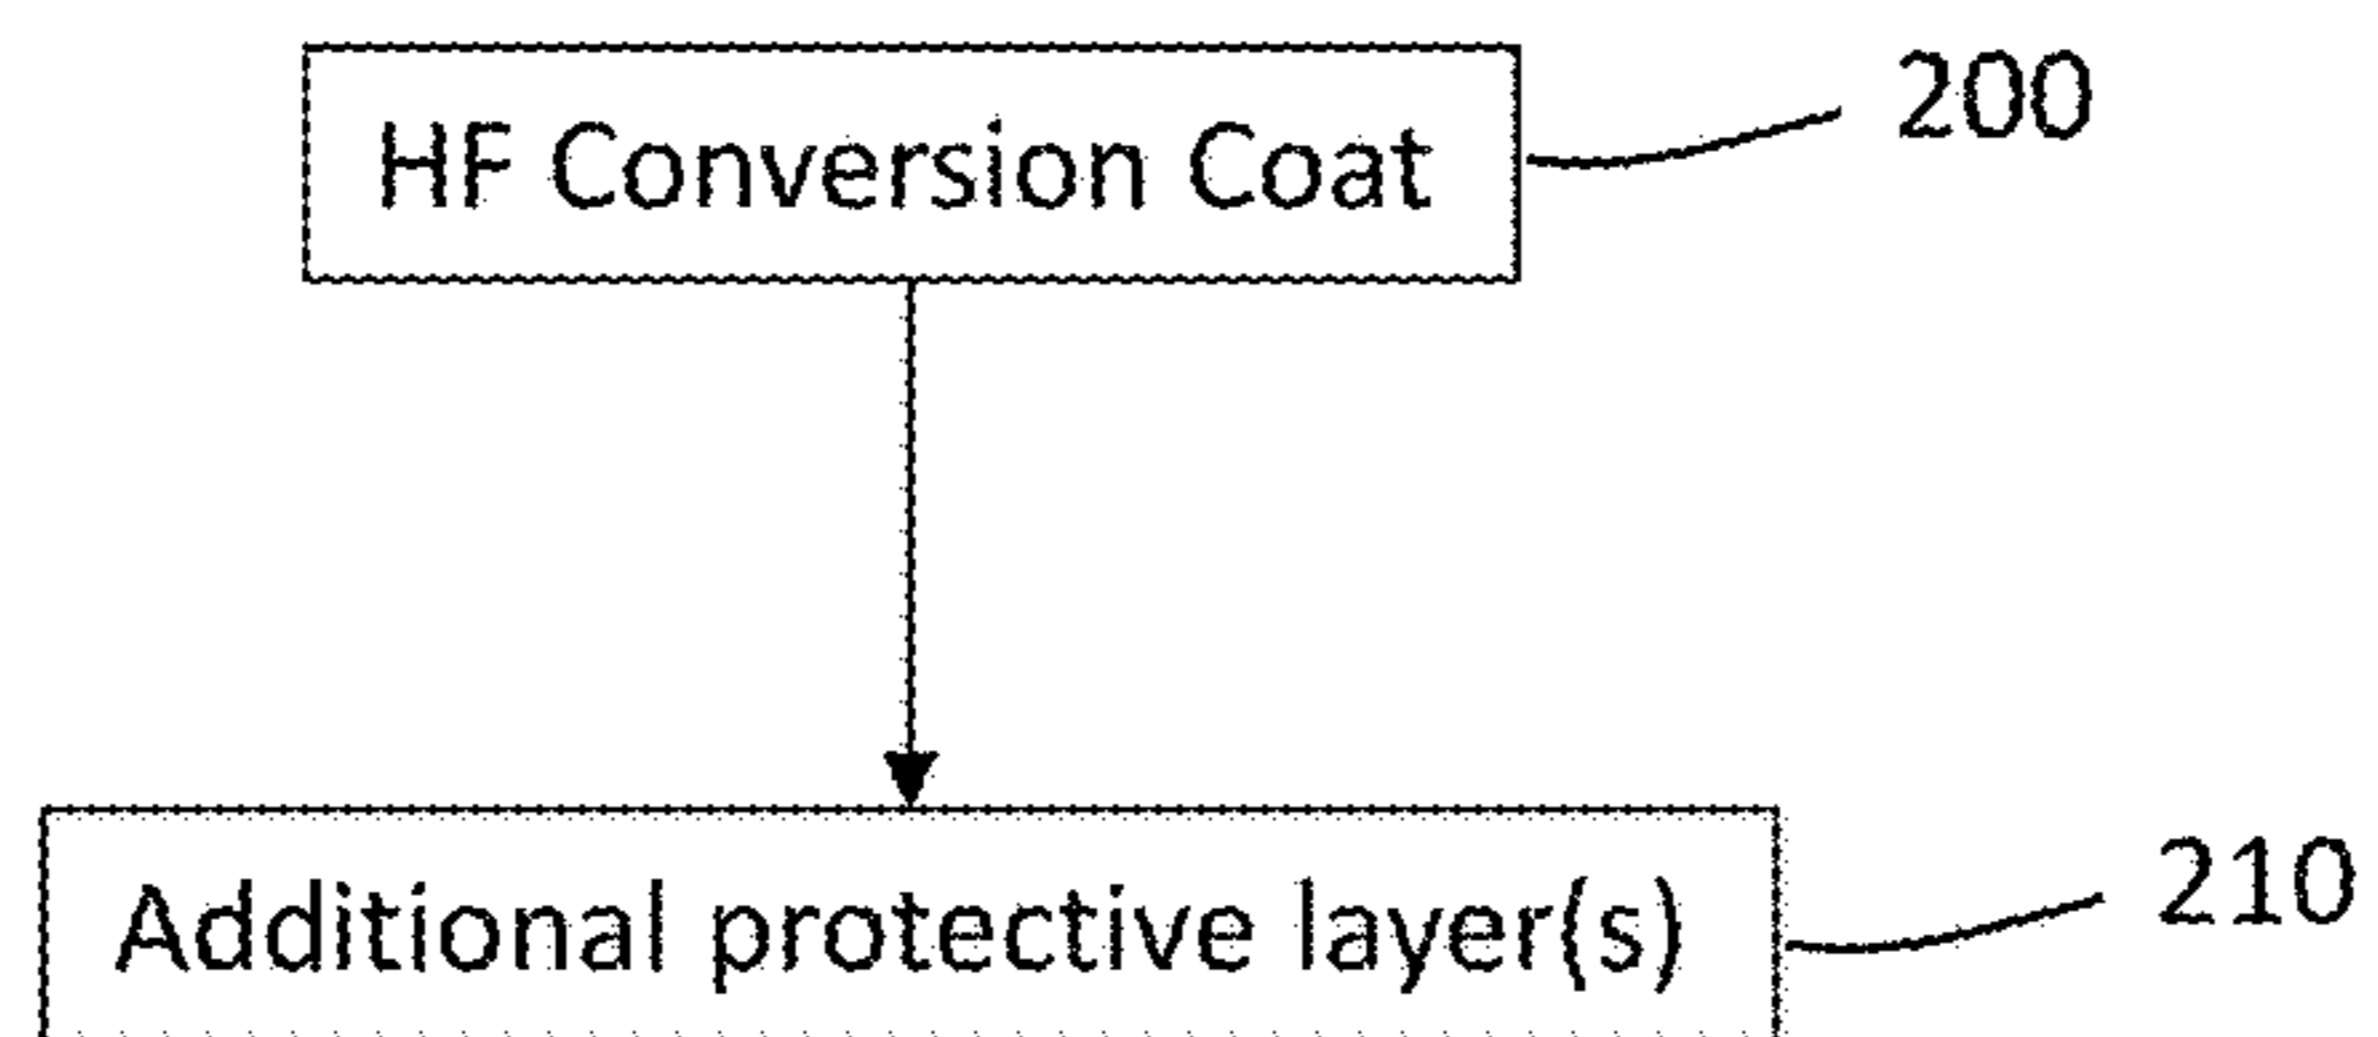 HF Conversion Coat
200
Additional protective layer(s)
210